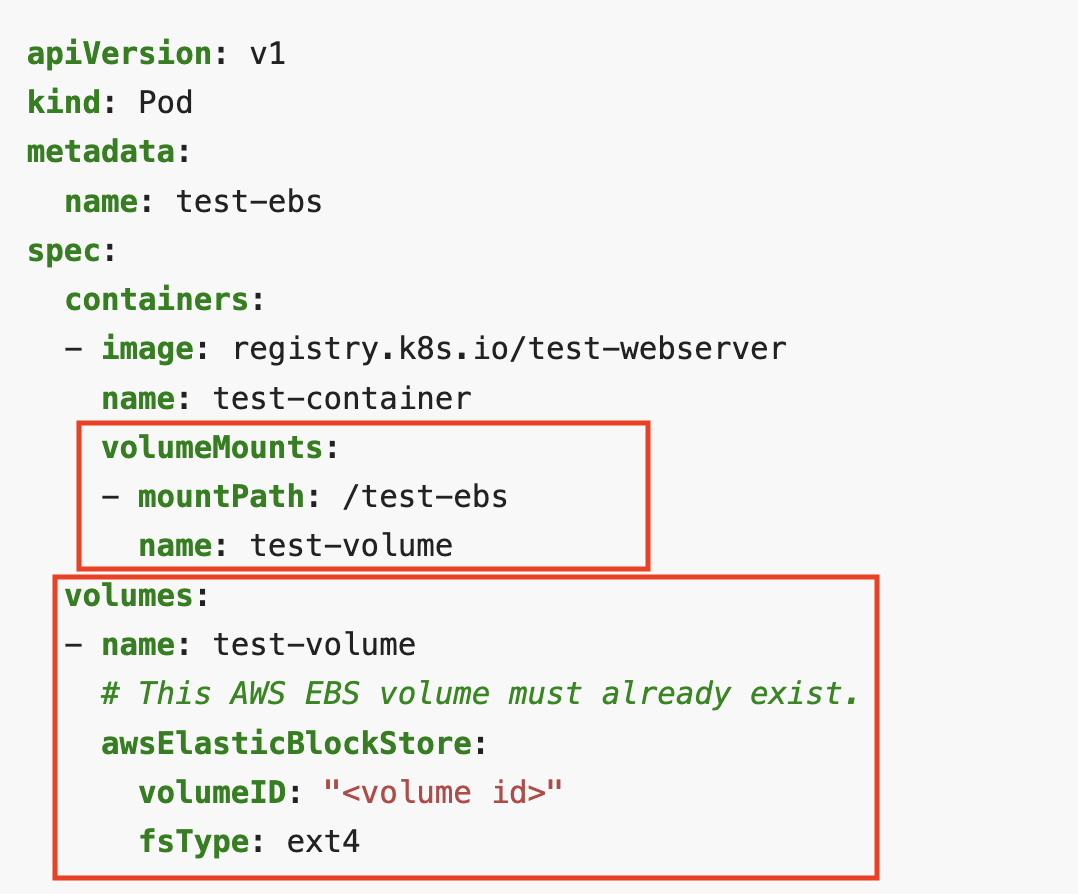 apiVersion: v1
kind: Pod
metadata:
  name: test-ebs
spec:
  containers:
  - image: registry.k8s.io/test-webserver
    name: test-container
    volumeMounts:
    - mountPath: /test-ebs
      name: test-volume
  volumes:
  - name: test-volume
    # This AWS EBS volume must already exist.
    awsElasticBlockStore:
      volumeID: "<volume id>"
      fsType: ext4